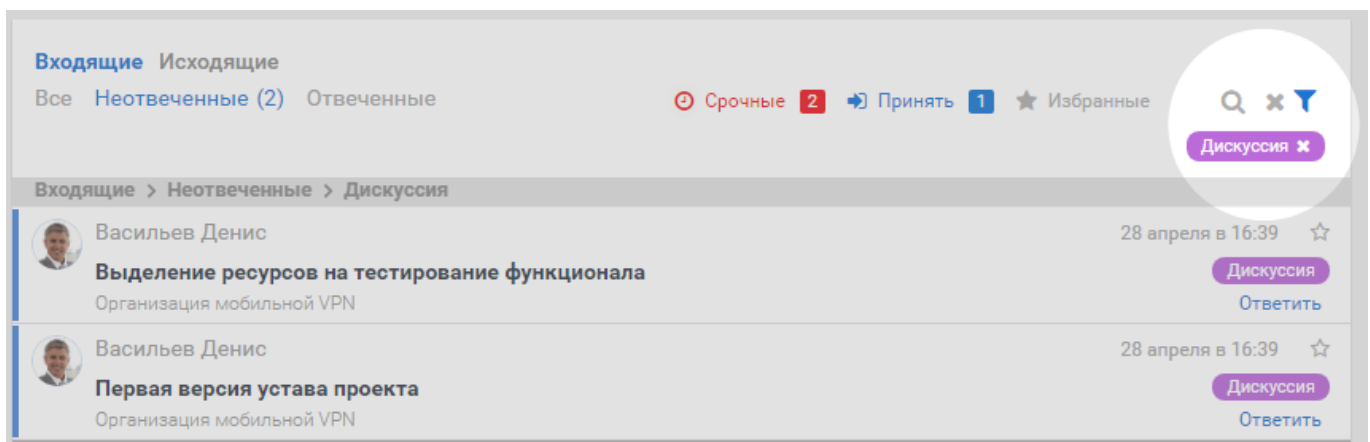 Входящие Исходящие
Все Неотвеченные (2) Отвеченные Срочные 2 Принять 1 Избранные
Дискуссия
Входящие > Неотвеченные > Дискуссия
Васильев Денис 28 апреля в 16:39
Выделение ресурсов на тестирование функционала Дискуссия
Организация мобильной VPN Ответить
Васильев Денис 28 апреля в 16:39
Первая версия устава проекта Дискуссия
Организация мобильной VPN Ответить